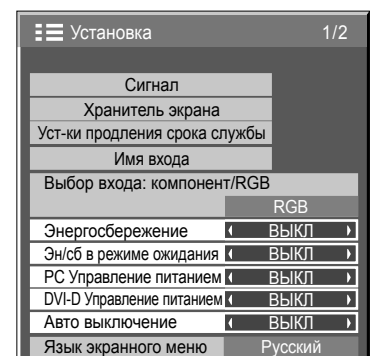 Установка 1/2
Сигнал
Хранитель экрана
Уст-ки продления срока службы
Имя входа
Выбор входа: компонент/RGB
RGB
Энергосбережение ВЫКЛ
Эн/сб в режиме ожидания ВЫКЛ
PC Управление питанием ВЫКЛ
DVI-D Управление питанием ВЫКЛ
Авто выключение ВЫКЛ
Язык экранного меню Русский